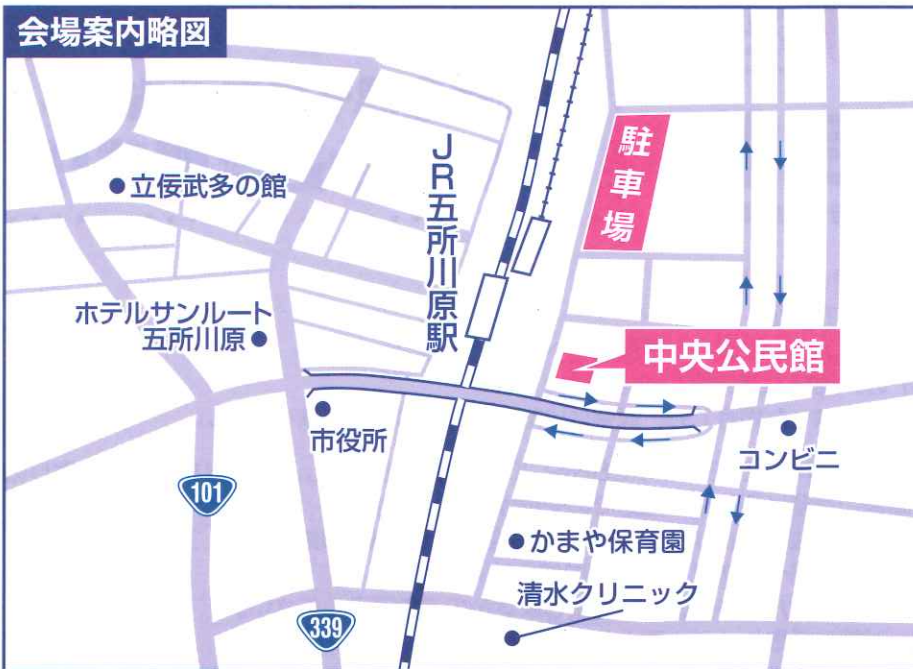 会場案内略図
立佞武多の館
JR五所川原駅
駐車場
ホテルサンルート
五所川原
中央公民館
市役所
コンビニ
101
かまや保育園
清水クリニック
339